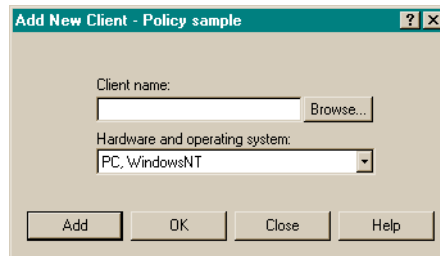 Add New Client - Policy sample
Client name:
Browse...
Hardware and operating system:
PC, WindowsNT
Add OK Close Help